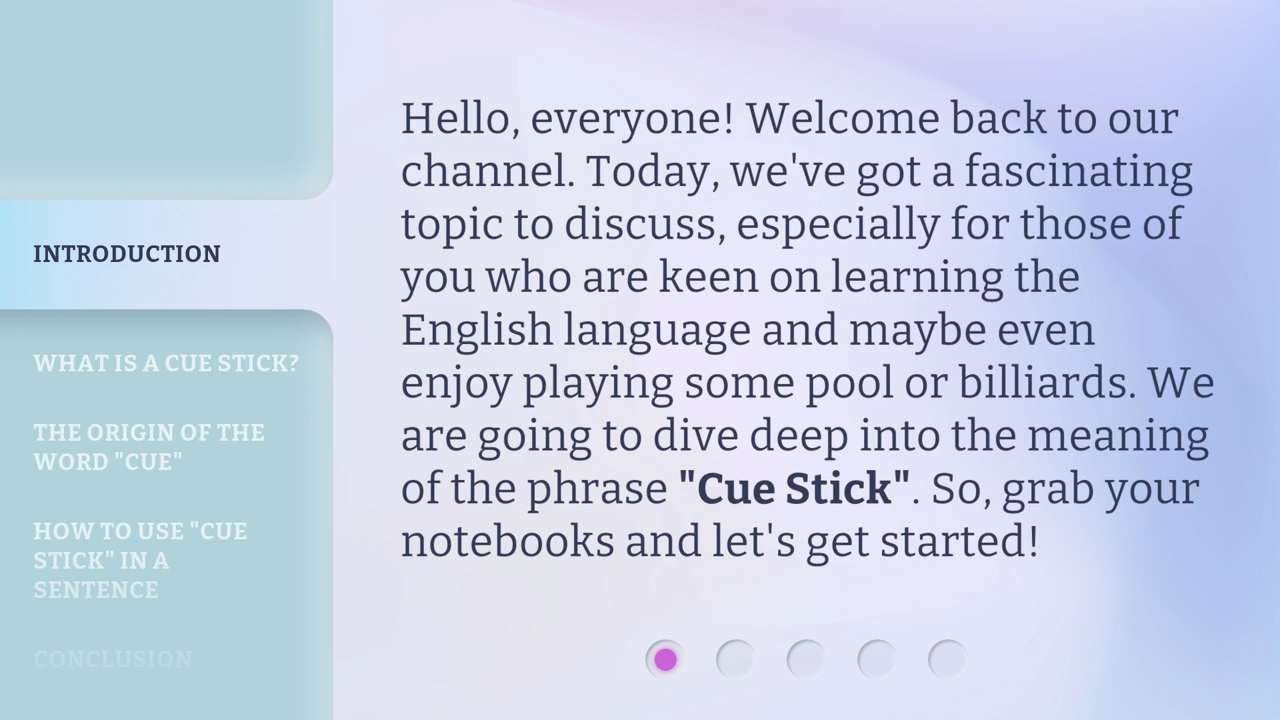 INTRODUCTION
WHAT IS A CUE STICK?
THE ORIGIN OF THE
WORD "CUE"
HOW TO USE "CUE
STICK" IN A
SENTENCE
CONCLUSION
Hello, everyone! Welcome back to our
channel. Today, we've got a fascinating
topic to discuss, especially for those of
you who are keen on learning the
English language and maybe even
enjoy playing some pool or billiards. We
are going to dive deep into the meaning
of the phrase "Cue Stick". So, grab your
notebooks and let's get started!